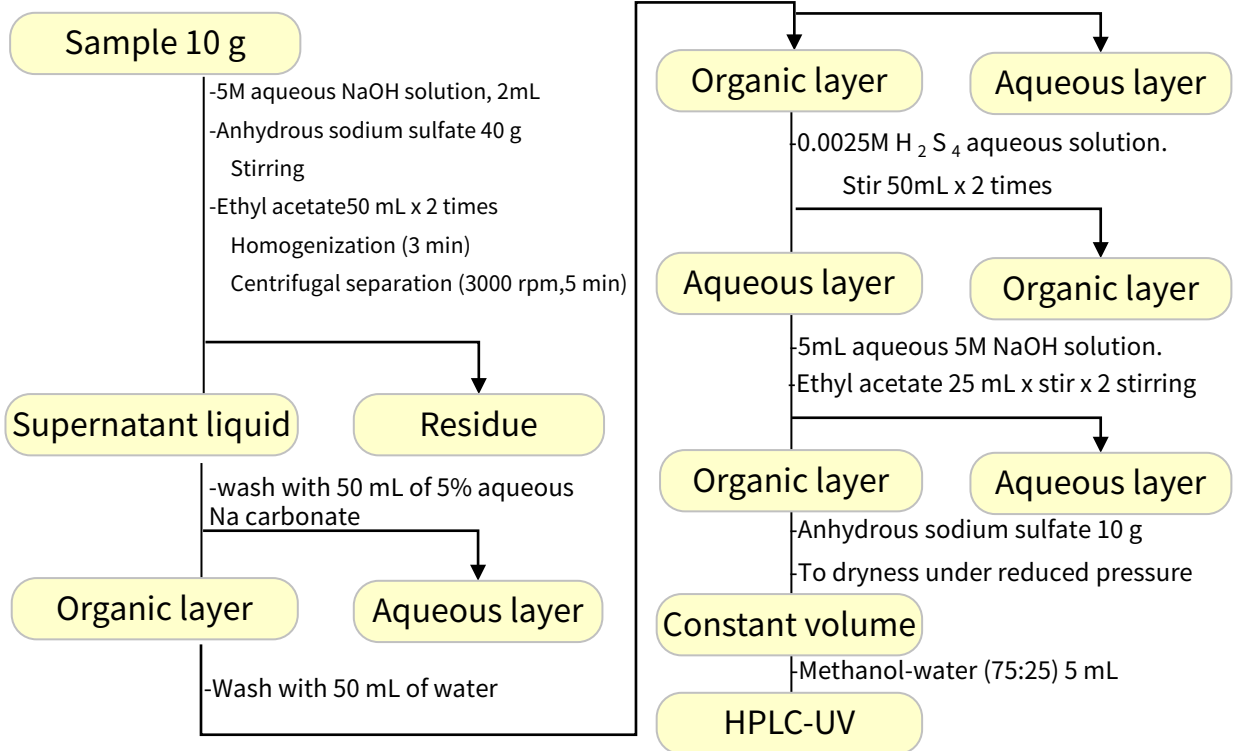 Sample 10 g
-5M aqueous NaOH solution, 2mL
-Anhydrous sodium sulfate 40 g
Stirring
-Ethyl acetate50 mL x 2 times
Homogenization (3 min)
Centrifugal separation (3000 rpm,5 min)
Supernatant liquid
Residue
-wash with 50 mL of 5% aqueous
Na carbonate
Organic layer
Aqueous layer
-Wash with 50 mL of water
Organic layer
Aqueous layer
-0.0025M H 2 S 4 aqueous solution.
Stir 50mL x 2 times
Aqueous layer
Organic layer
-5mL aqueous 5M NaOH solution.
-Ethyl acetate 25 mL x stir x 2 stirring
Organic layer
Aqueous layer
-Anhydrous sodium sulfate 10 g
-To dryness under reduced pressure
Constant volume
-Methanol-water (75:25) 5 mL
HPLC-UV